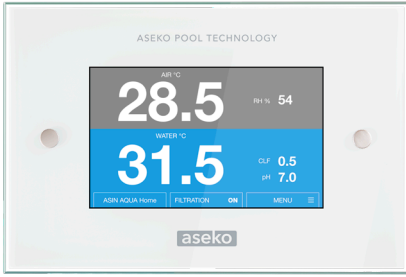 ASEKO POOL TECHNOLOGY
AIR °C
28.5
RH % 54
WATER °C
31.5
CLF 0.5
pH 7.0
ASIN AQUA Home FILTRATION ON MENU
aseko